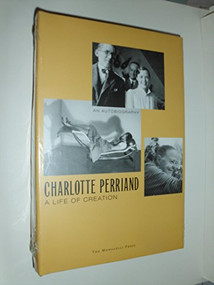 AN AUTOBIOGRAPHY
CHARLOTTE PERRIAND
A LIFE OF CREATION
The Monacelli Press